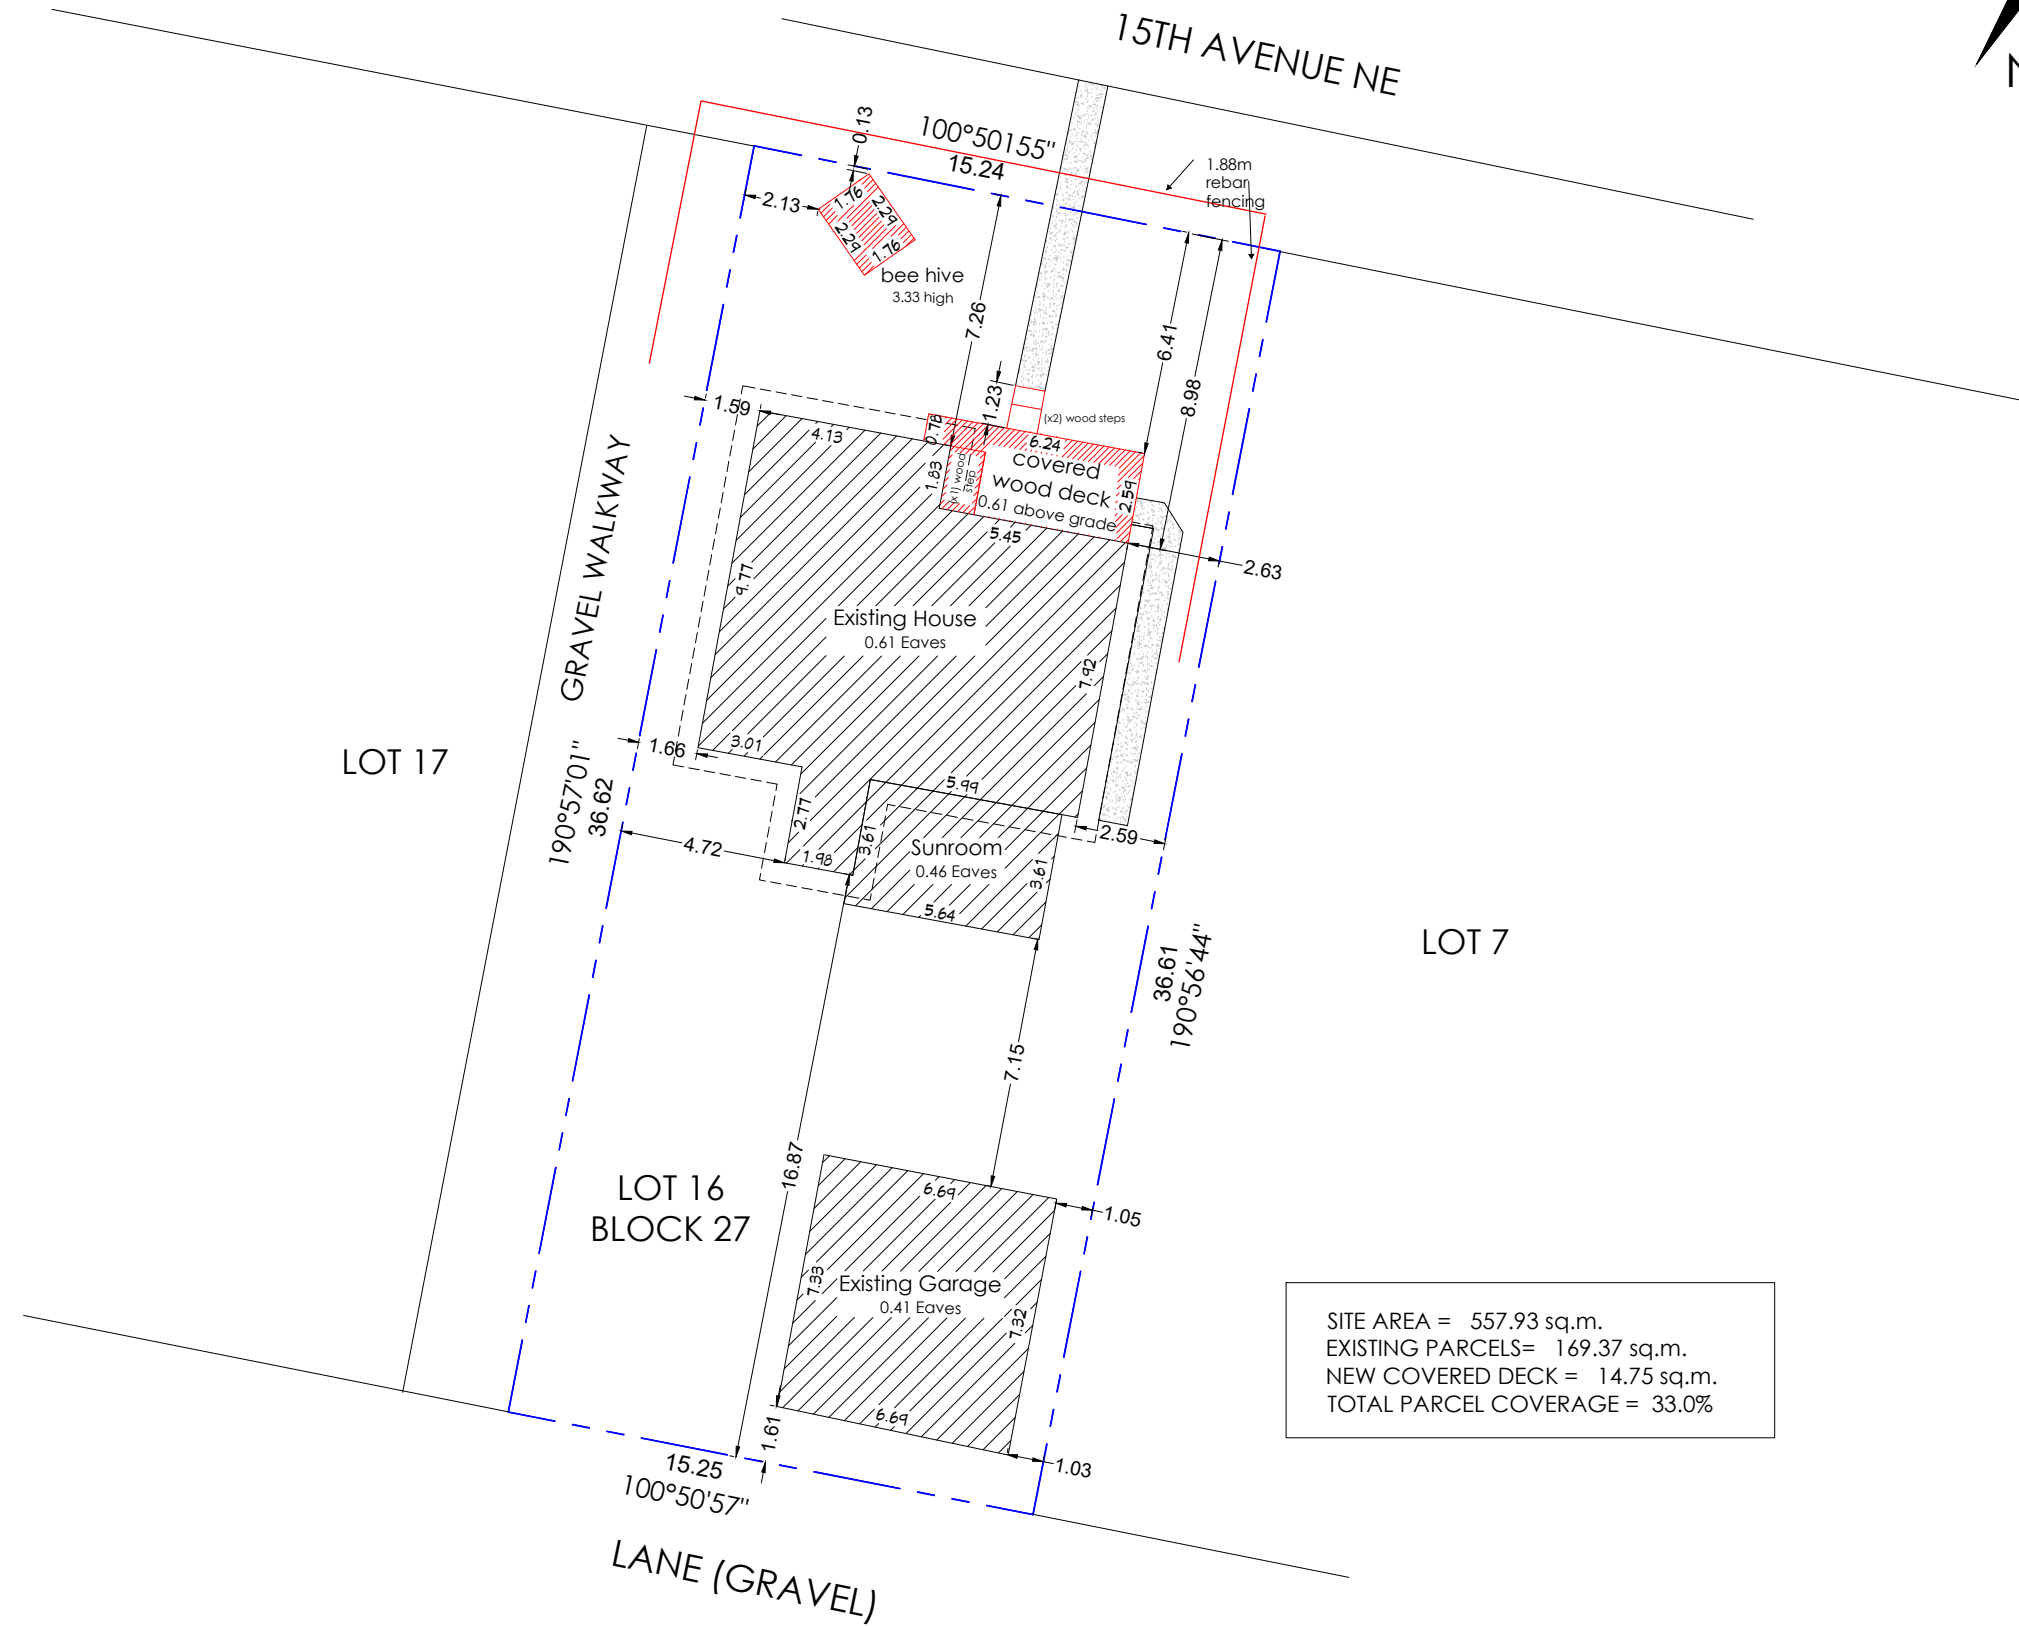 15TH AVENUE NE
N
0.13
100°50155"
15.24
1.88m
rebar
fencing
2.13
1.76
2.29
2.29
1.76
bee hive
3.33 high
7.26
6.41
8.98
1.23
(x2) wood steps
1.59
4.13
0.78
6.24
covered
wood deck
0.61 above grade
(x1) wood
step
1.83
2.59
5.45
2.63
GRAVEL WALKWAY
9.77
Existing House
0.61 Eaves
7.92
LOT 17
190°57'01"
36.62
1.66
3.01
5.99
2.77
3.61
4.72
1.98
Sunroom
0.46 Eaves
3.61
2.59
5.64
LOT 7
36.61
190°56'44"
7.15
16.87
LOT 16
BLOCK 27
6.69
1.05
7.33
Existing Garage
0.41 Eaves
7.32
6.69
1.61
1.03
15.25
100°50'57"
LANE (GRAVEL)
SITE AREA = 557.93 sq.m.
EXISTING PARCELS= 169.37 sq.m.
NEW COVERED DECK = 14.75 sq.m.
TOTAL PARCEL COVERAGE = 33.0%